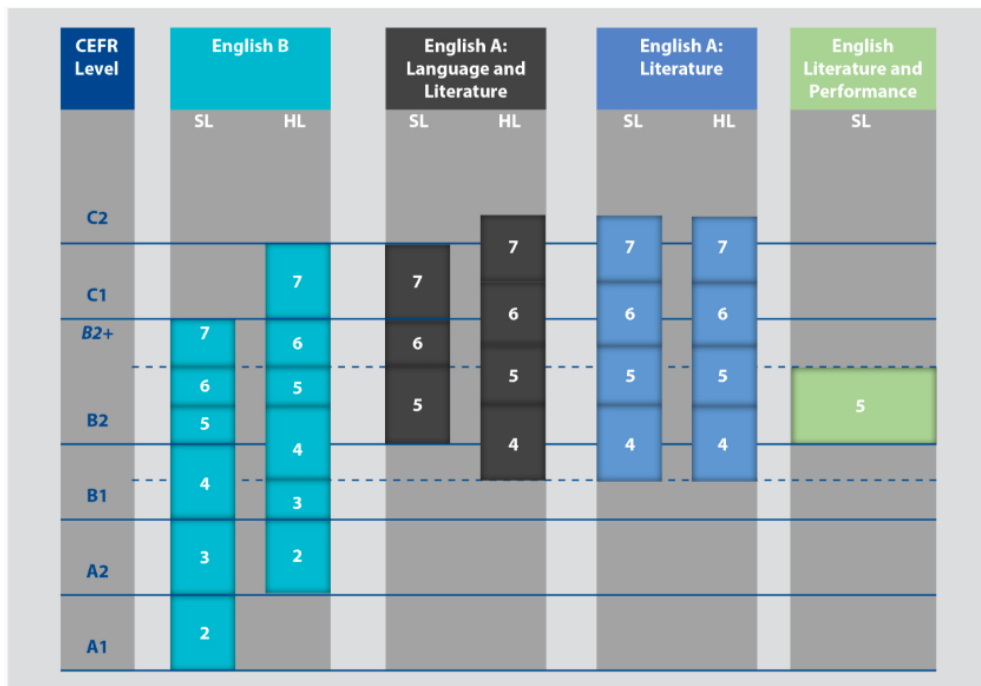 CEFR
Level
English B
English A:
Language and
Literature
English A:
Literature
English
Literature and
Performance
SL HL SL HL SL HL SL
C2
7 7 7
7 7
C1
6 6 6
B2+
7 6 6
6 5 5 5 5 5
5
B2
5
4 4 4 4
4
B1
3
3 2
A2
2
A1